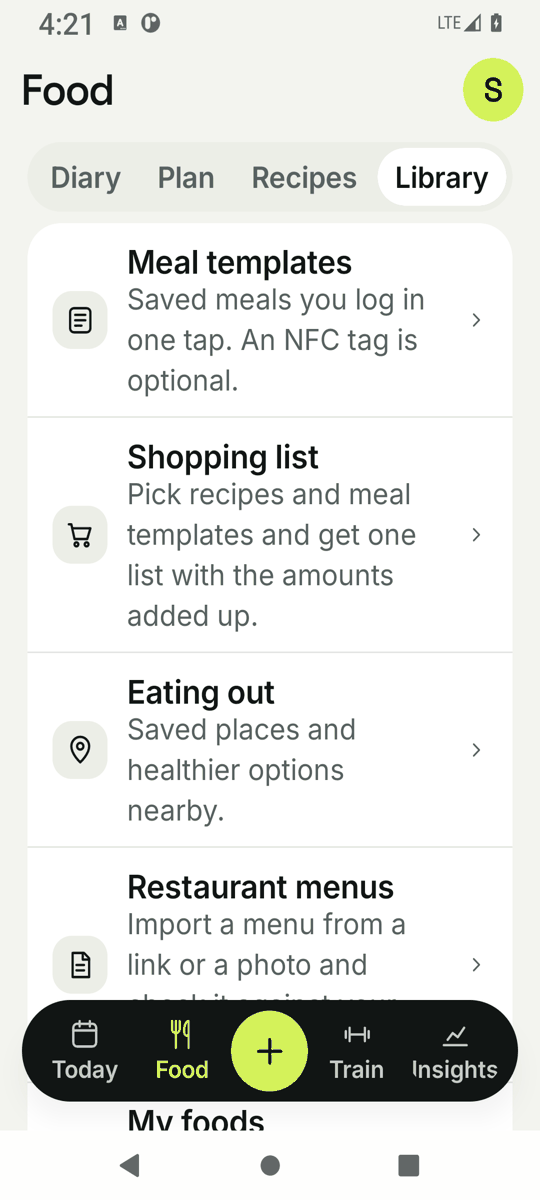 4:21
LTE
Food
S
Diary Plan Recipes Library
Meal templates
Saved meals you log in
one tap. An NFC tag is
optional.
Shopping list
Pick recipes and meal
templates and get one
list with the amounts
added up.
Eating out
Saved places and
healthier options
nearby.
Restaurant menus
Import a menu from a
link or a photo and
Today Food Train Insights
My foods